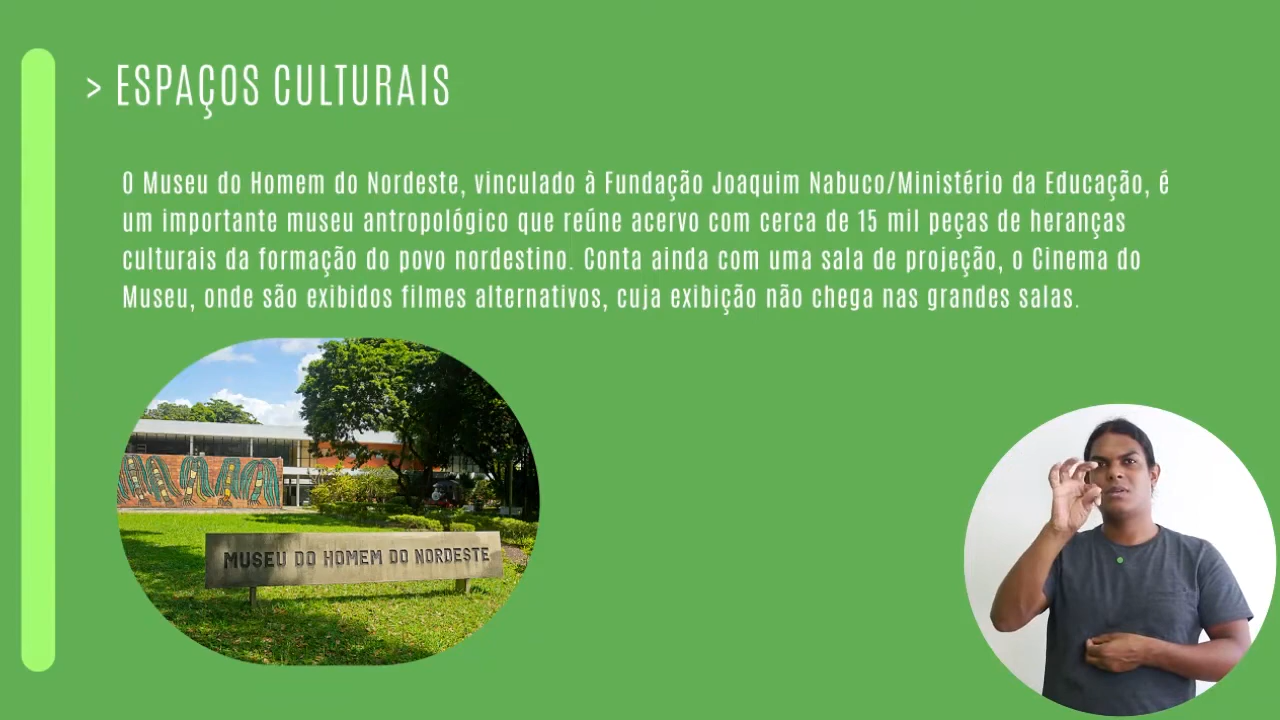 > ESPAÇOS CULTURAIS
O Museu do Homem do Nordeste, vinculado à Fundação Joaquim Nabuco/Ministério da Educação, é
um importante museu antropológico que reúne acervo com cerca de 15 mil peças de heranças
culturais da formação do povo nordestino. Conta ainda com uma sala de projeção, o Cinema do
Museu, onde são exibidos filmes alternativos, cuja exibição não chega nas grandes salas.
MUSEU DO HOMEM DO NORDESTE